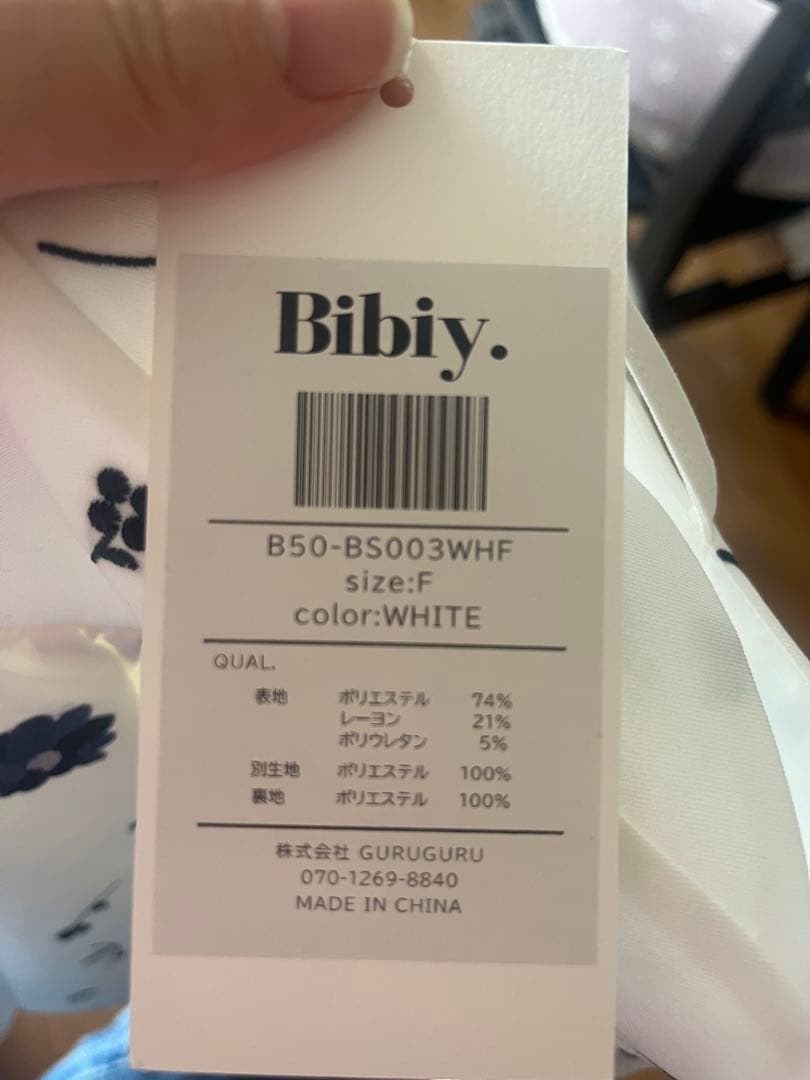 Bibiy.
B50-BS003WHF
size:F
color:WHITE
QUAL.
表地 ポリエステル 74%
レーヨン 21%
ポリウレタン 5%
別生地 ポリエステル 100%
裏地 ポリエステル 100%
株式会社 GURUGURU
070-1269-8840
MADE IN CHINA